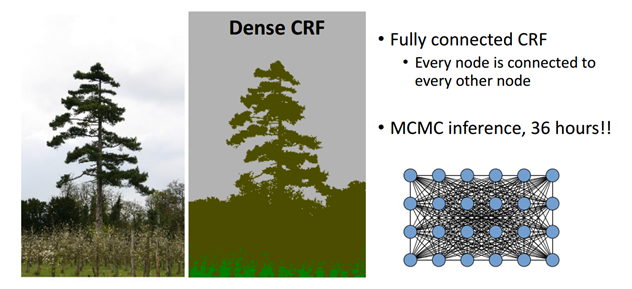 Dense CRF
• Fully connected CRF
• Every node is connected to
every other node
• MCMC inference, 36 hours!!